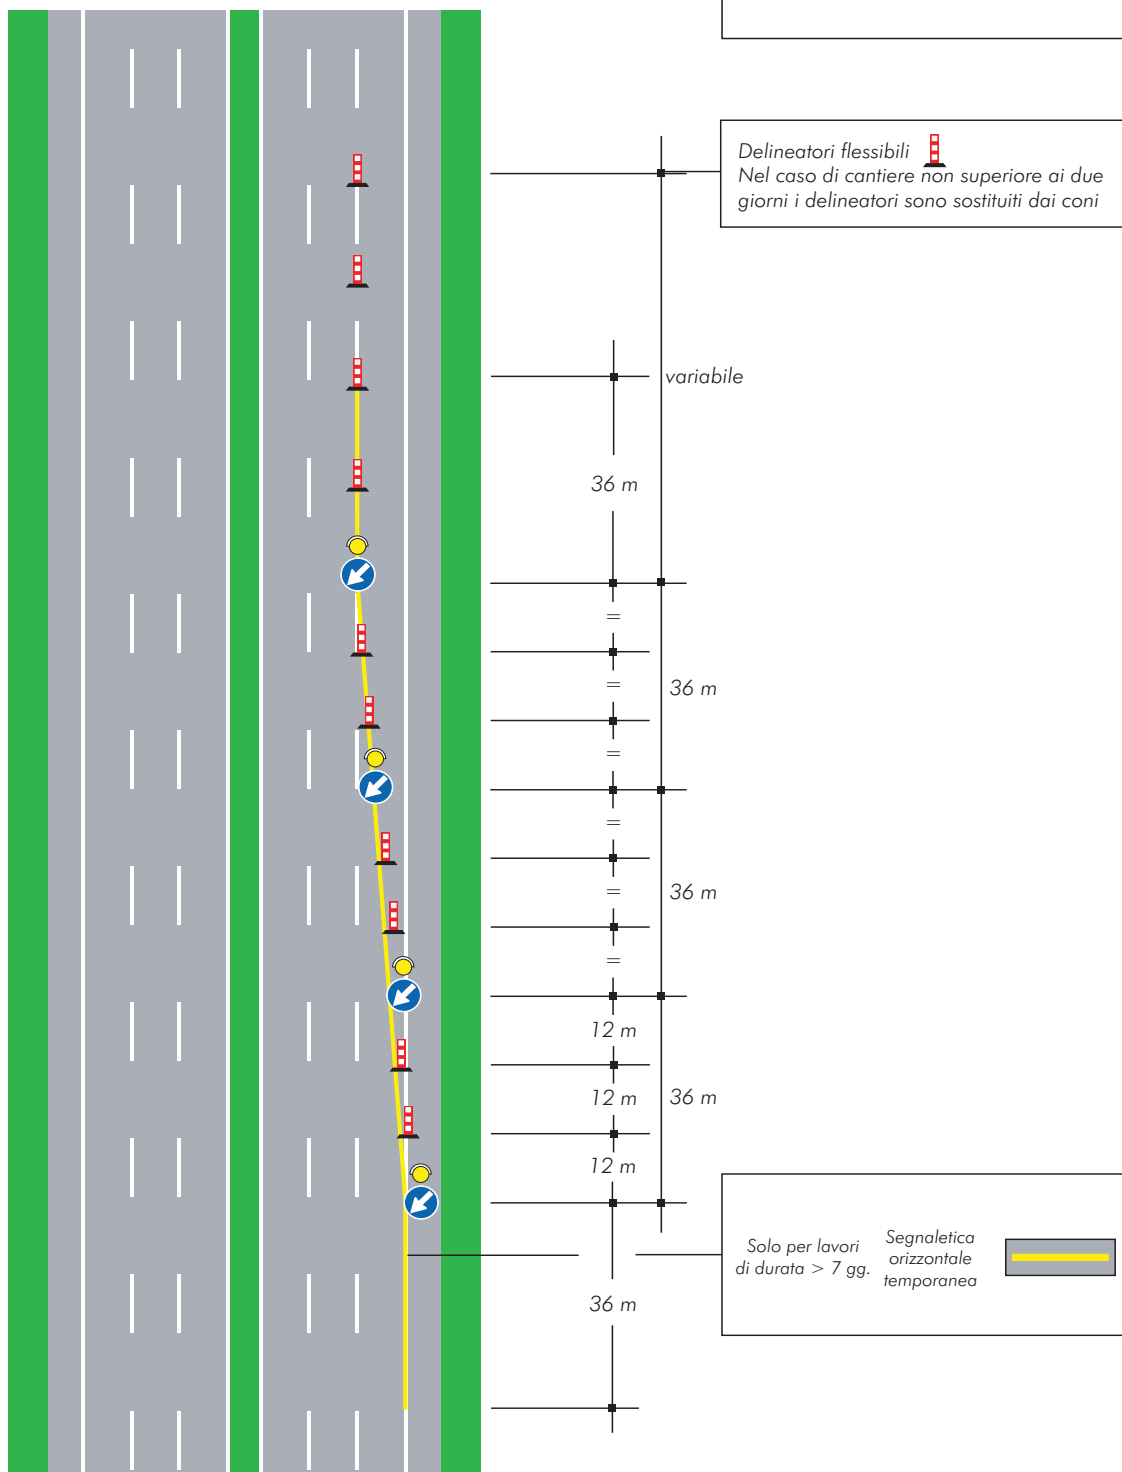 Delineatori flessibili
Nel caso di cantiere non superiore ai due
giorni i delineatori sono sostituiti dai coni
variabile
36 m
=
=
36 m
=
=
=
36 m
=
12 m
12 m
36 m
12 m
Solo per lavori
di durata > 7 gg.
Segnaletica
orizzontale
temporanea
36 m